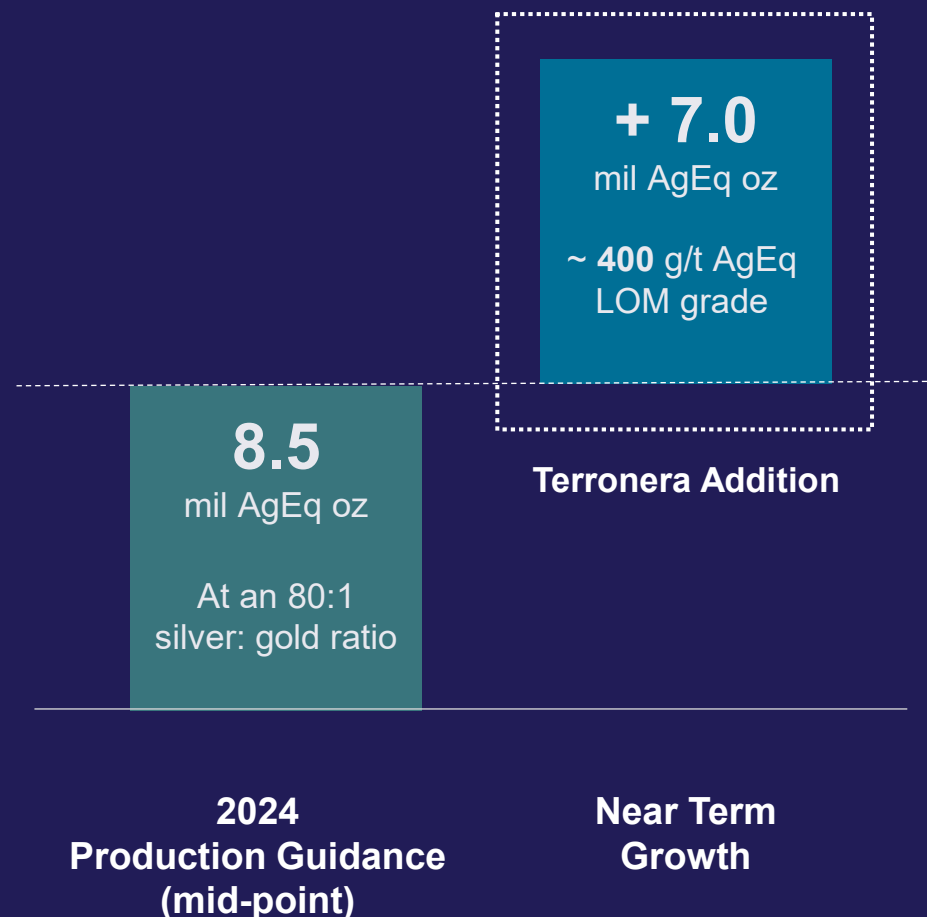 + 7.0
mil AgEq oz
~ 400 g/t AgEq
LOM grade
8.5
mil AgEq oz
At an 80:1
silver: gold ratio
Terronera Addition
2024
Production Guidance
(mid-point)
Near Term
Growth